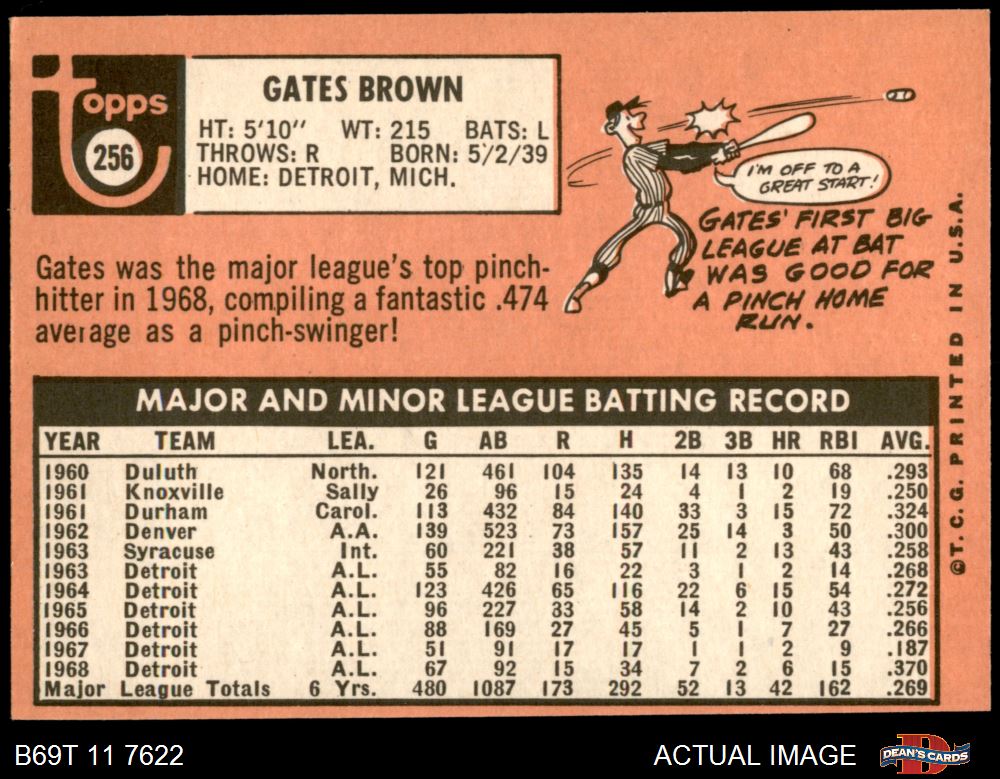 Topps
256
GATES BROWN
HT: 5'10" WT: 215 BATS: L
THROWS: R BORN: 5/2/39
HOME: DETROIT, MICH.
I'M OFF TO A
GREAT START!
GATES' FIRST BIG
LEAGUE AT BAT
WAS GOOD FOR
A PINCH HOME
RUN.
Gates was the major league's top pinch-
hitter in 1968, compiling a fantastic .474
average as a pinch-swinger!
MAJOR AND MINOR LEAGUE BATTING RECORD
YEAR TEAM LEA. G AB R H 2B 3B HR RBI AVG.
1960 Duluth North. 121 461 104 135 14 13 10 68 .293
1961 Knoxville Sally 26 96 15 24 4 1 2 19 .250
1961 Durham Carol. 113 432 84 140 33 3 15 72 .324
1962 Denver A.A. 139 523 73 157 25 14 3 50 .300
1963 Syracuse Int. 60 221 38 57 11 2 13 43 .258
1963 Detroit A.L. 55 82 16 22 3 1 2 14 .268
1964 Detroit A.L. 123 426 65 116 22 6 15 54 .272
1965 Detroit A.L. 96 227 33 58 14 2 10 43 .256
1966 Detroit A.L. 88 169 27 45 5 1 7 27 .266
1967 Detroit A.L. 51 91 17 17 1 1 2 9 .187
1968 Detroit A.L. 67 92 15 34 7 2 6 15 .370
Major League Totals 6 Yrs. 480 1087 173 292 52 13 42 162 .269
©T.C.G. PRINTED IN U.S.A.
B69T 11 7622
ACTUAL IMAGE
DEAN'S CARDS